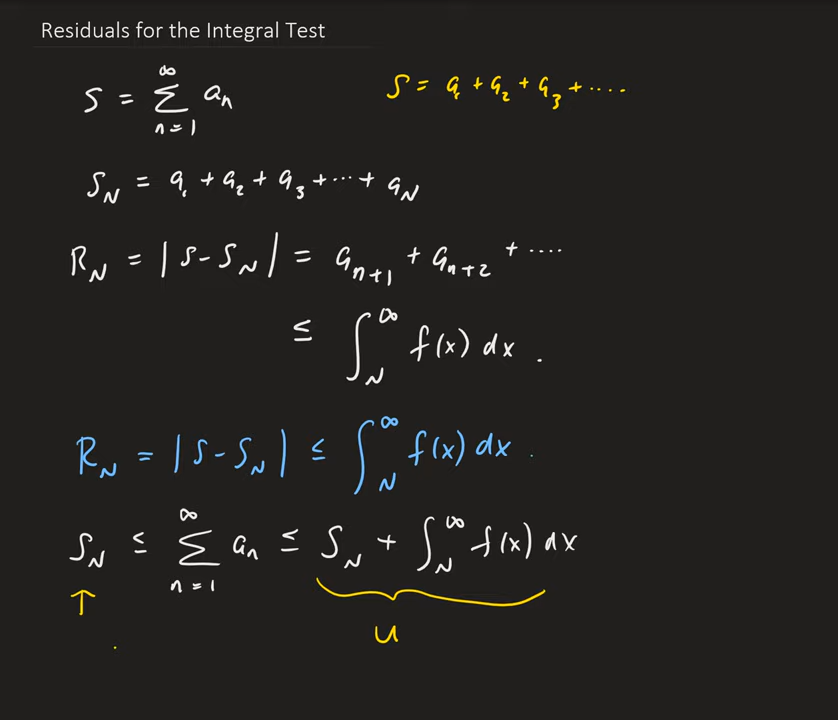 Residuals for the Integral Test
S = ∑_{n=1}^{∞} a_n    S = a_1 + a_2 + a_3 + ····
S_N = a_1 + a_2 + a_3 + ··· + a_N
R_N = |S - S_N| = a_{n+1} + a_{n+2} + ····
≤ ∫_N^∞ f(x) dx .
R_N = |S - S_N| ≤ ∫_N^∞ f(x) dx .
S_N ≤ ∑_{n=1}^{∞} a_n ≤ S_N + ∫_N^∞ f(x) dx
↑
u